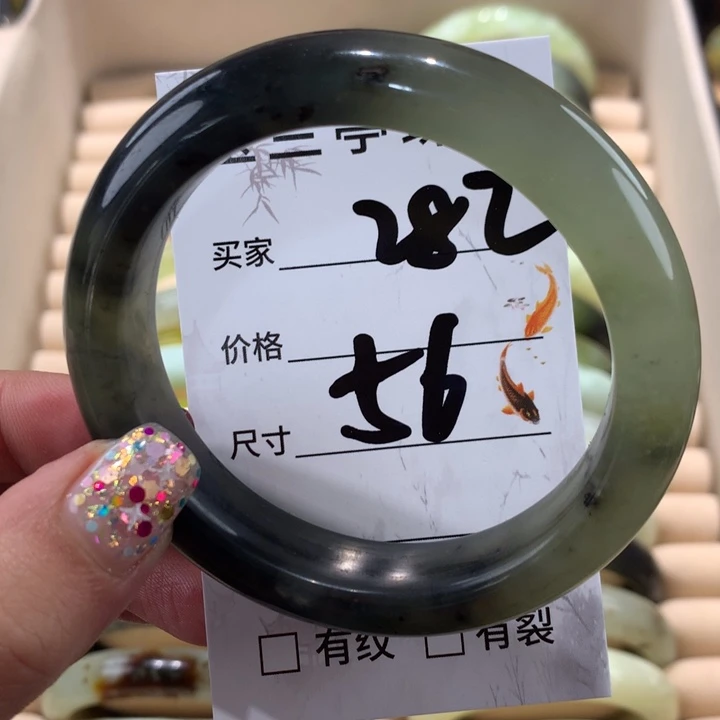 买家 282
价格
尺寸 56
□ 有纹 □ 有裂